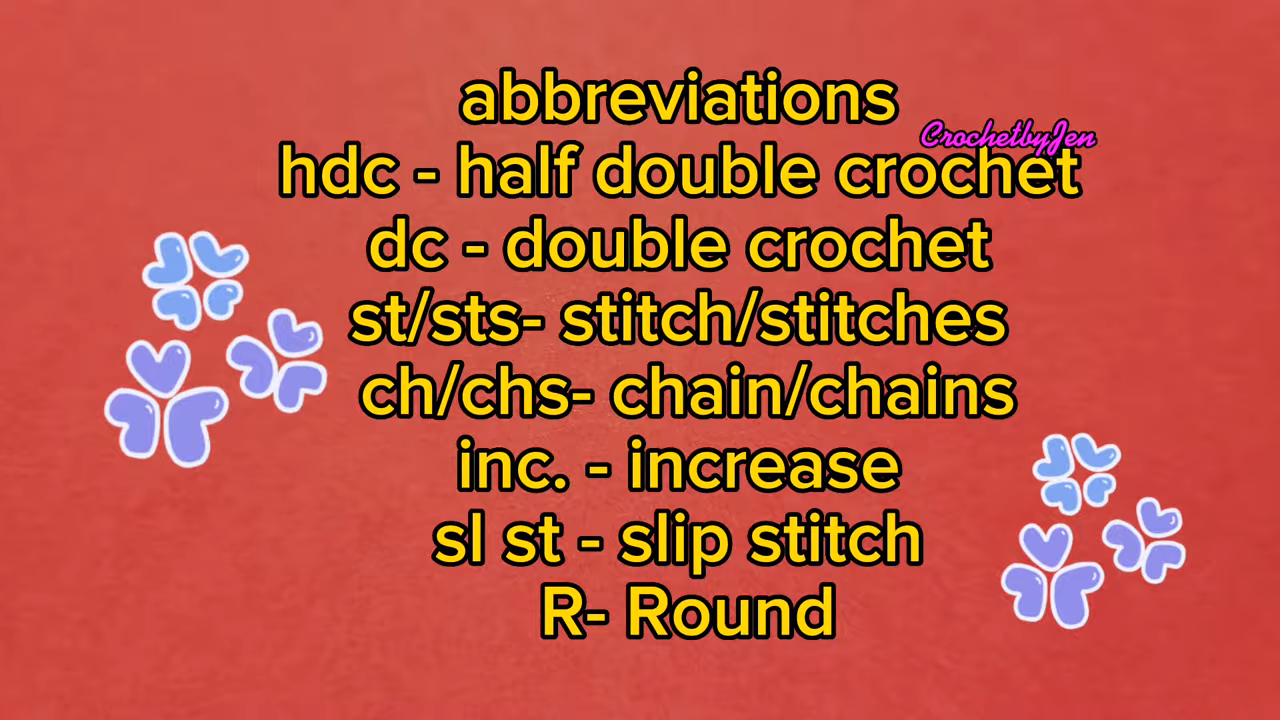 abbreviations
CrochetbyJen
hdc - half double crochet
dc - double crochet
st/sts- stitch/stitches
ch/chs- chain/chains
inc. - increase
sl st - slip stitch
R- Round